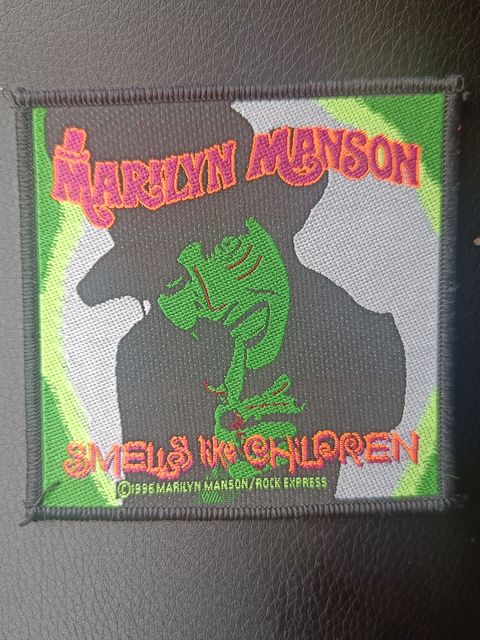 MARILYN MANSON
SMELLS LIKE CHILDREN
©1996 MARILYN MANSON/ROCK EXPRESS